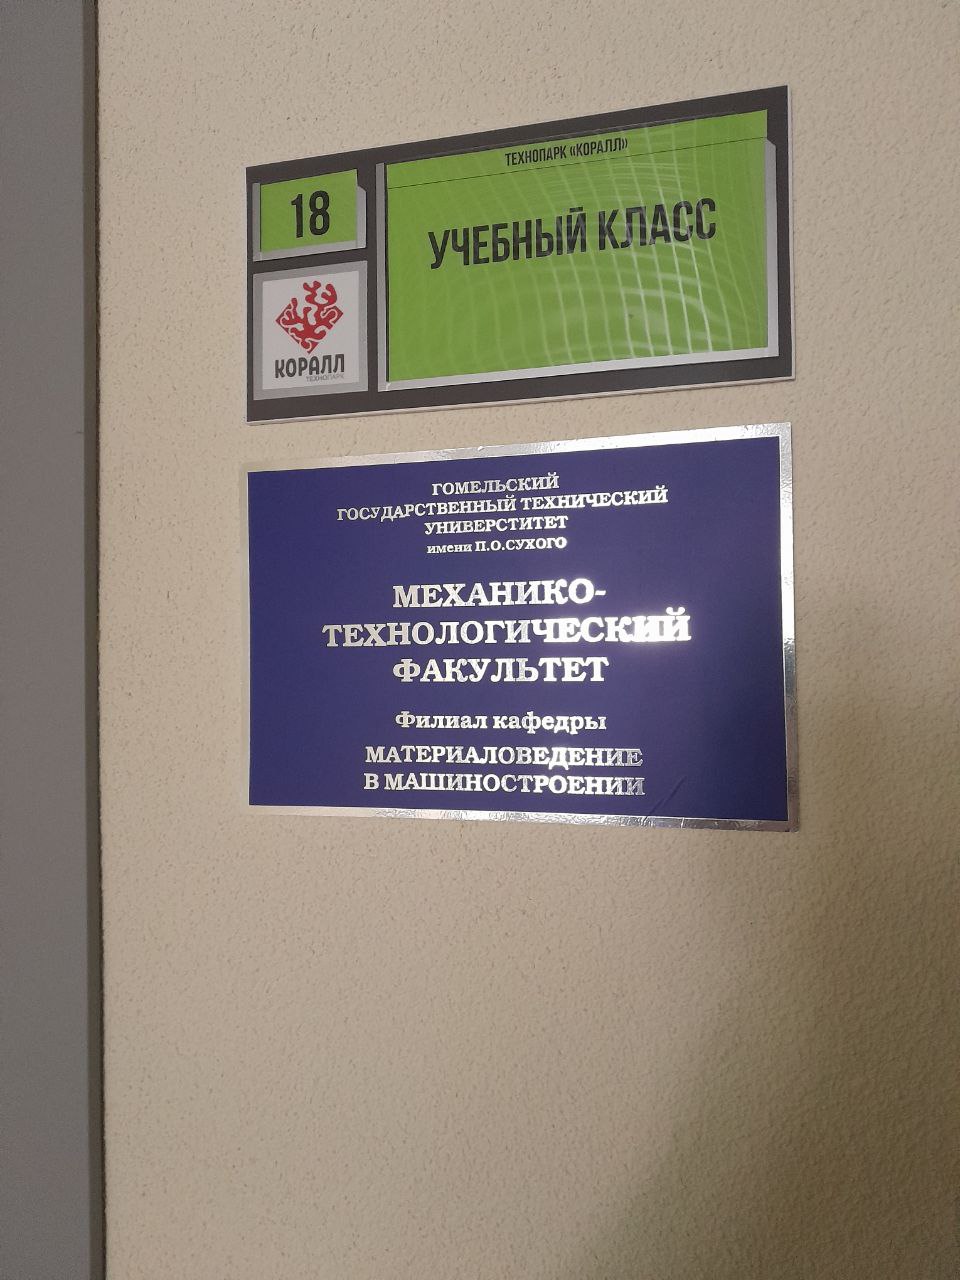 ТЕХНОПАРК «КОРАЛЛ»
18
УЧЕБНЫЙ КЛАСС
КОРАЛЛ
ТЕХНОПАРК
ГОМЕЛЬСКИЙ
ГОСУДАРСТВЕННЫЙ ТЕХНИЧЕСКИЙ
УНИВЕРСТИТЕТ
имени П.О.СУХОГО
МЕХАНИКО-
ТЕХНОЛОГИЧЕСКИЙ
ФАКУЛЬТЕТ
Филиал кафедры
МАТЕРИАЛОВЕДЕНИЕ
В МАШИНОСТРОЕНИИ